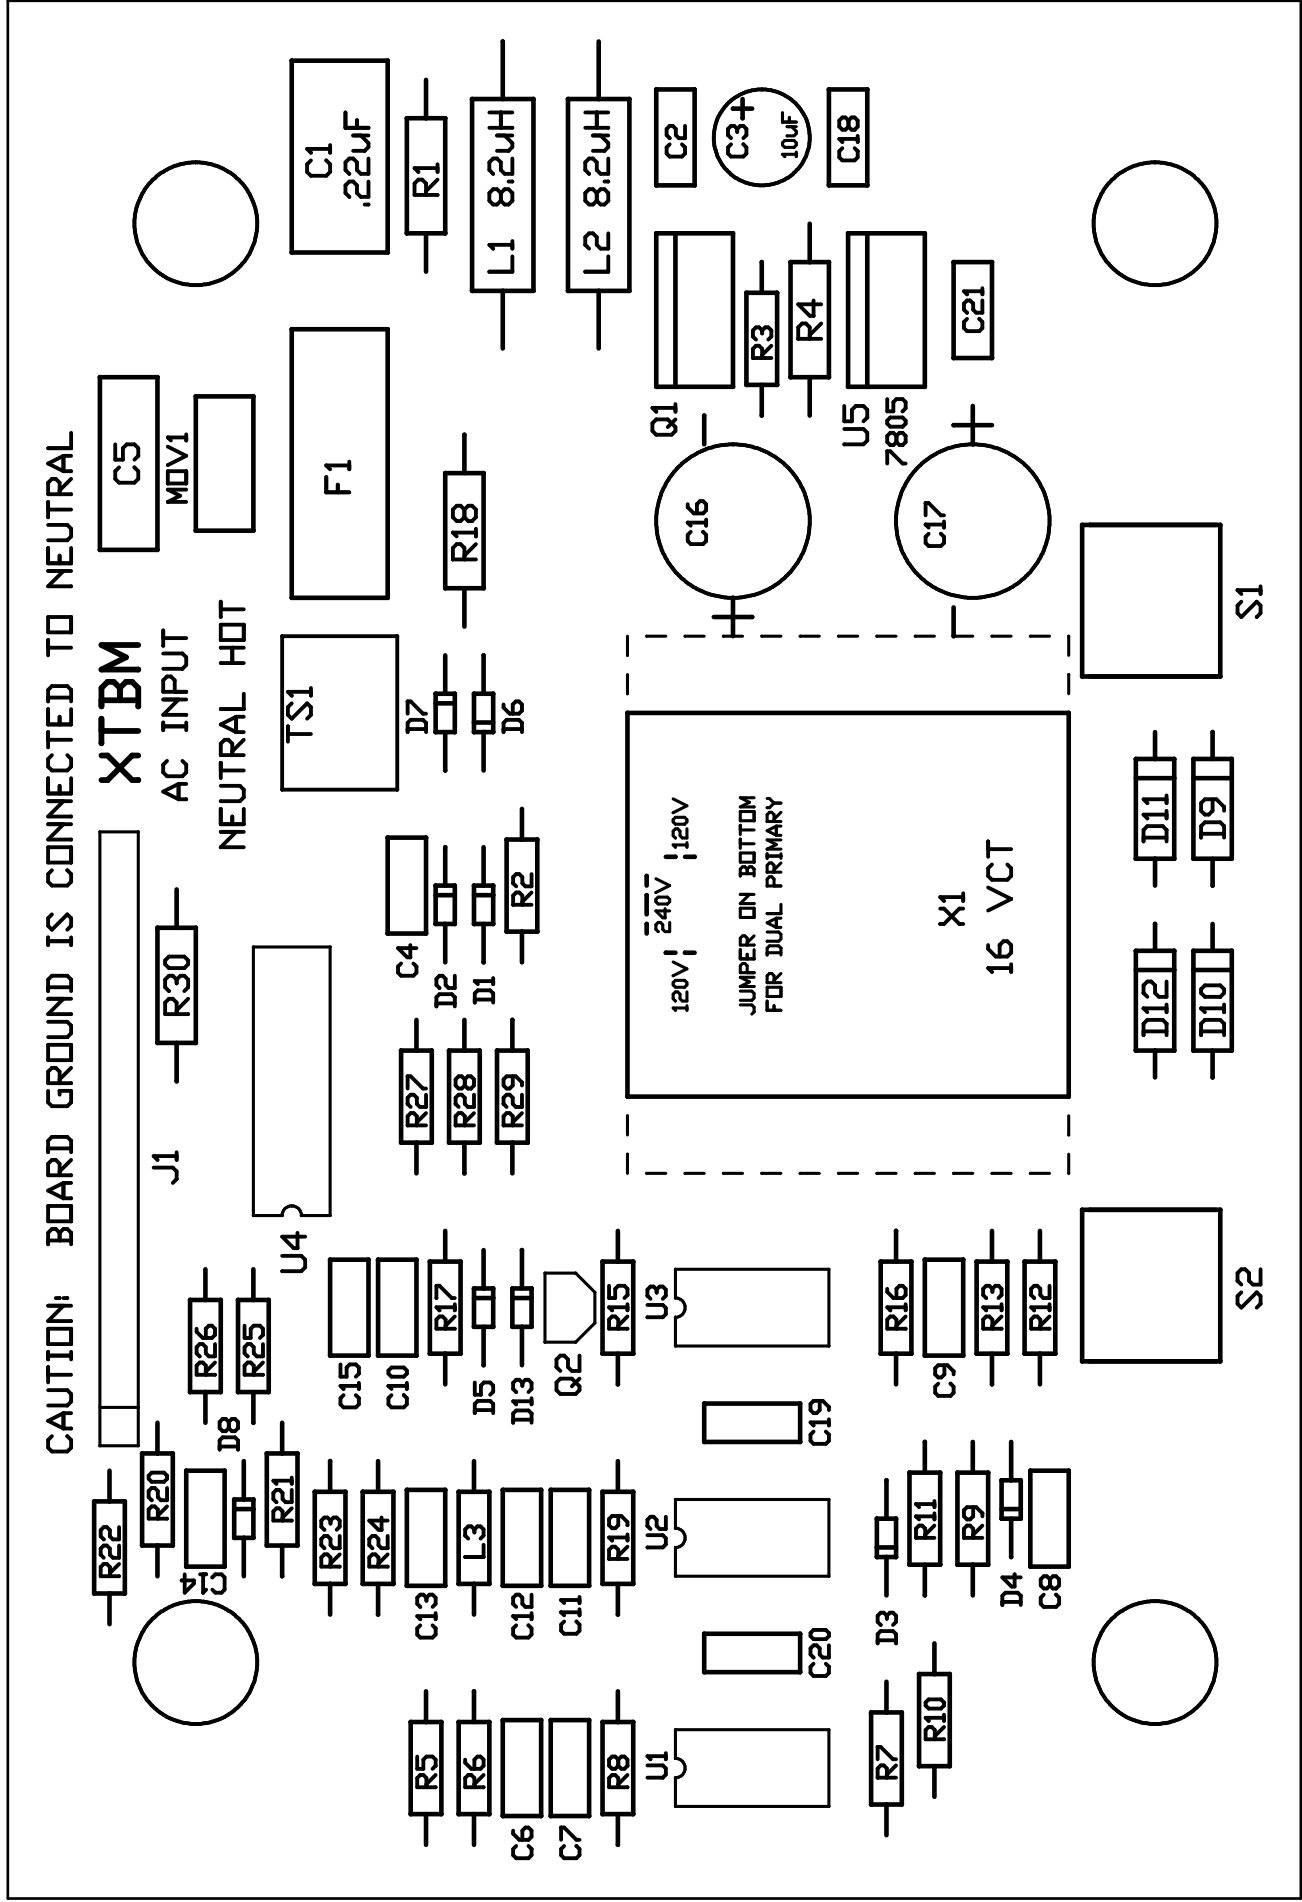 CAUTION: BOARD GROUND IS CONNECTED TO NEUTRAL
XTBM
AC INPUT
NEUTRAL HOT
J1
C5
MOV1
R22
R20
C14
D8
R26
R25
R21
R30
U4
TS1
F1
C1
.22uF
R23
R24
C15
C10
R17
R27
R28
R29
C4
D2
D1
R2
D7
D6
R18
R1
L1 8.2uH
L2 8.2uH
R5
R6
C6
C7
R8
C13
L3
C12
C11
R19
D5
D13
Q2
R15
U1
U2
U3
C20
C19
120V
240V
120V
JUMPER ON BOTTOM
FOR DUAL PRIMARY
X1
16 VCT
C16
Q1
R3
R4
C2
C3+
10uF
C18
U5
7805
C17
C21
R7
R10
D3
R11
R9
D4
C8
R16
C9
R13
R12
D12
D10
D11
D9
S2
S1